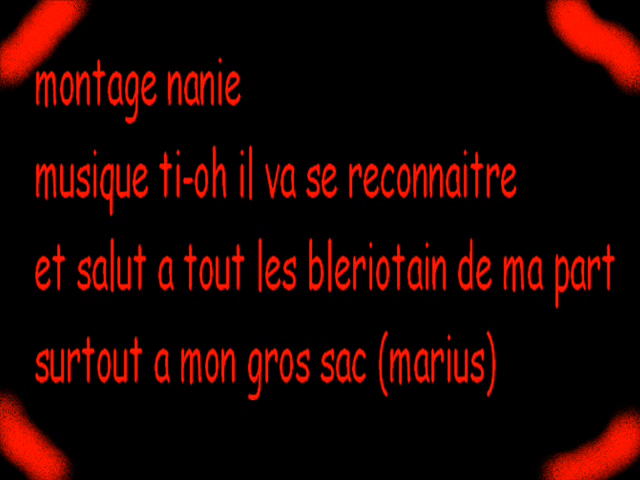 montage nanie
musique ti-oh il va se reconnaitre
et salut a tout les bleriotain de ma part
surtout a mon gros sac (marius)